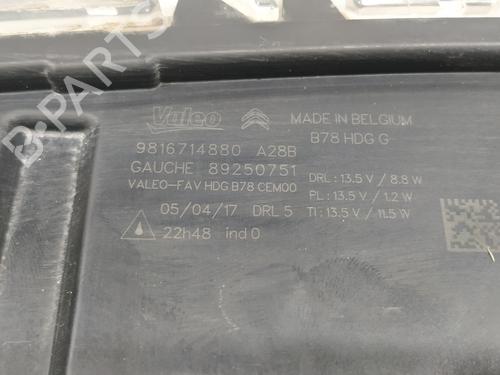 B-PARTS
Valeo
MADE IN BELGIUM
B78 HDG G
9816714880 A28B
GAUCHE 89250751
DRL : 13.5 V / 8.8 W
VALEO-FAV HDG B78 CEM00
PL : 13.5 V / 1.2 W
05/04/17 DRL 5
TI : 13.5 V / 11.5 W
22h48 ind 0
B-PARTS